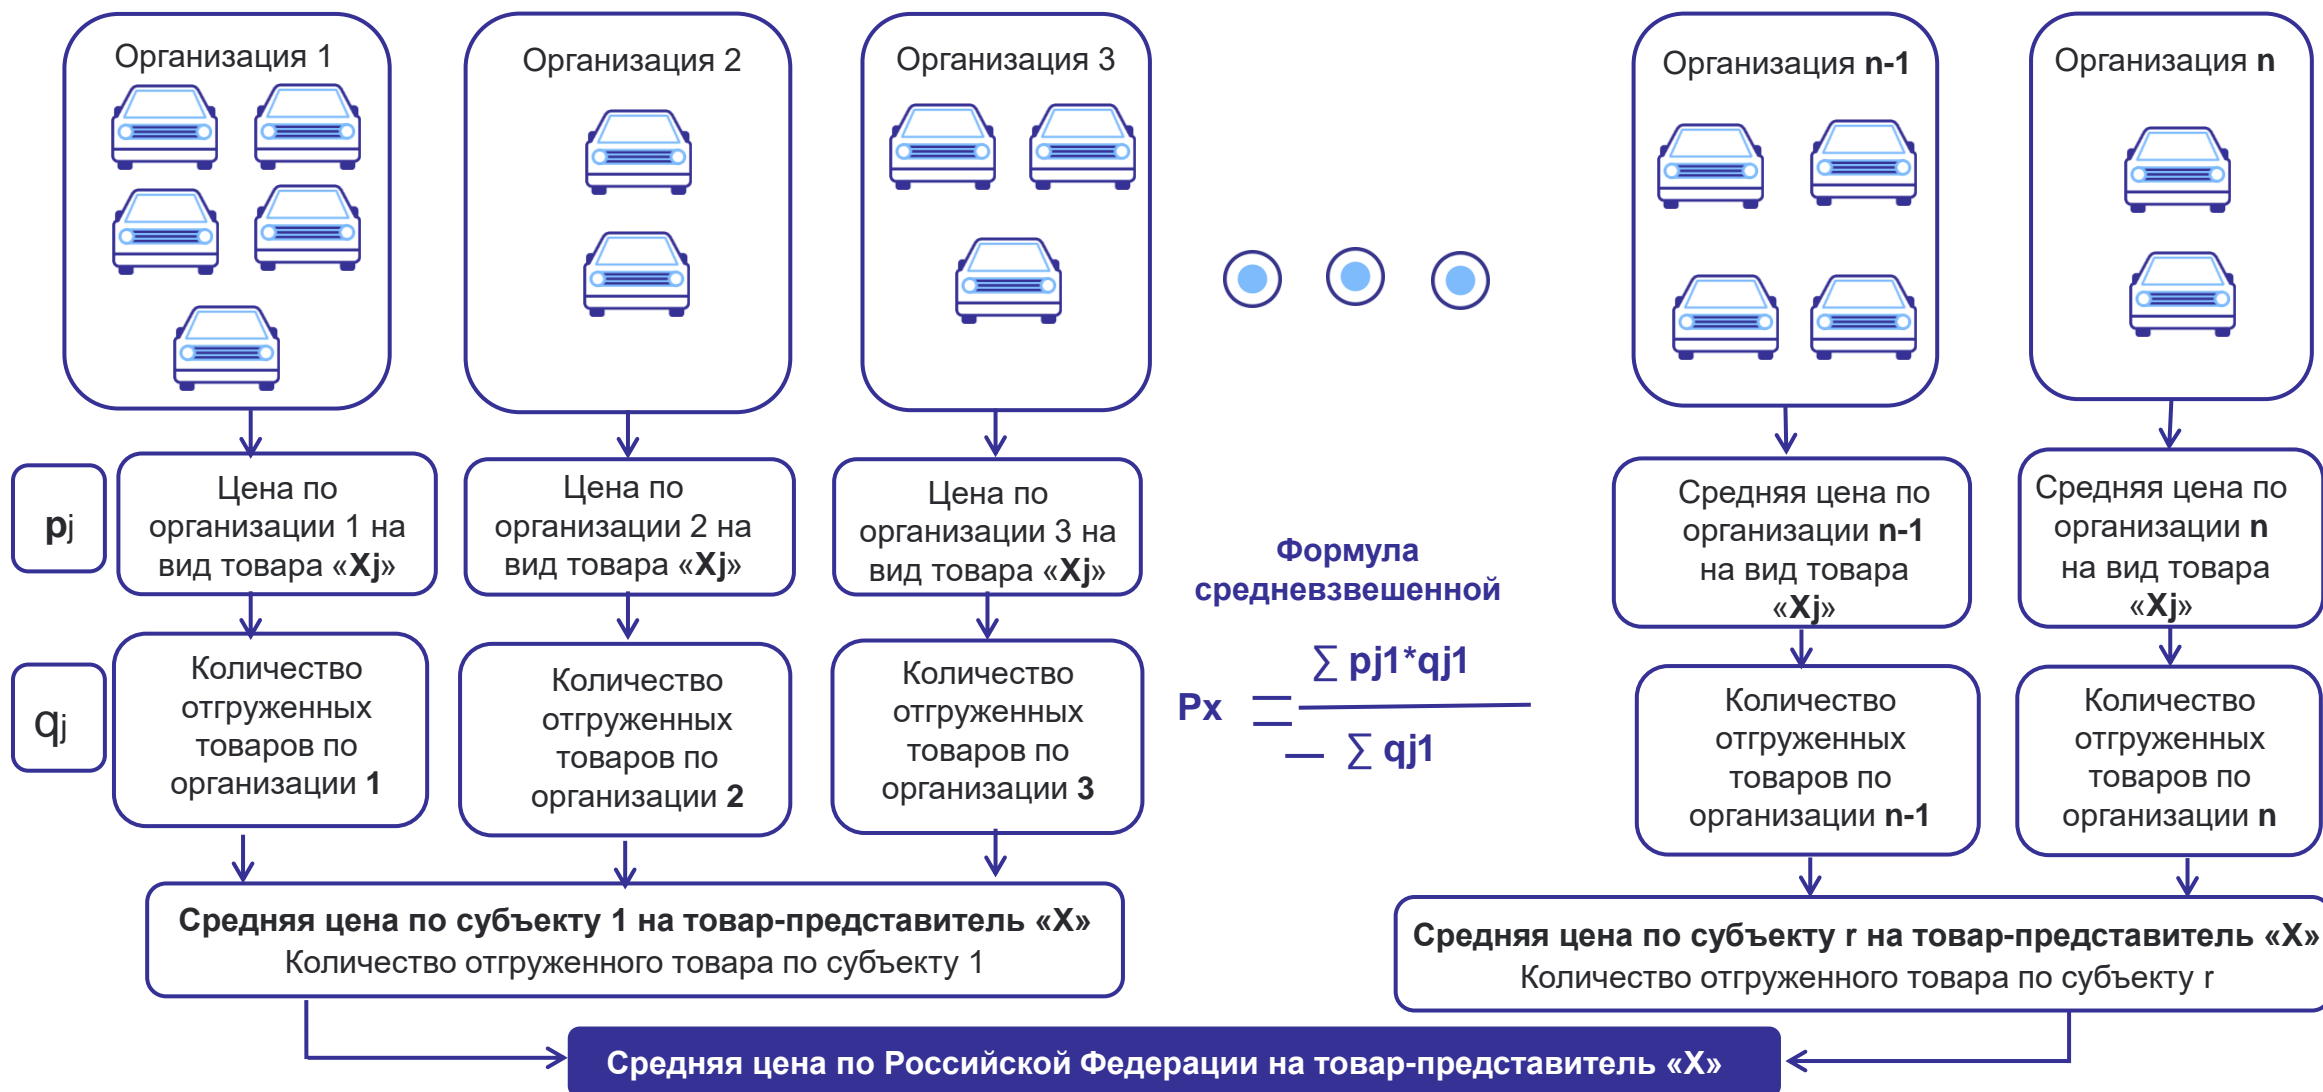 Организация 1
Организация 2
Организация 3
Организация n-1
Организация n
pj
Цена по
организации 1 на
вид товара «Xj»
Цена по
организации 2 на
вид товара «Xj»
Цена по
организации 3 на
вид товара «Xj»
Средняя цена по
организации n-1
на вид товара
«Xj»
Средняя цена по
организации n
на вид товара
«Xj»
Формула
средневзвешенной
Px = ∑ pj1*qj1
∑ qj1
qj
Количество
отгруженных
товаров по
организации 1
Количество
отгруженных
товаров по
организации 2
Количество
отгруженных
товаров по
организации 3
Количество
отгруженных
товаров по
организации n-1
Количество
отгруженных
товаров по
организации n
Средняя цена по субъекту 1 на товар-представитель «X»
Количество отгруженного товара по субъекту 1
Средняя цена по субъекту r на товар-представитель «X»
Количество отгруженного товара по субъекту r
Средняя цена по Российской Федерации на товар-представитель «X»